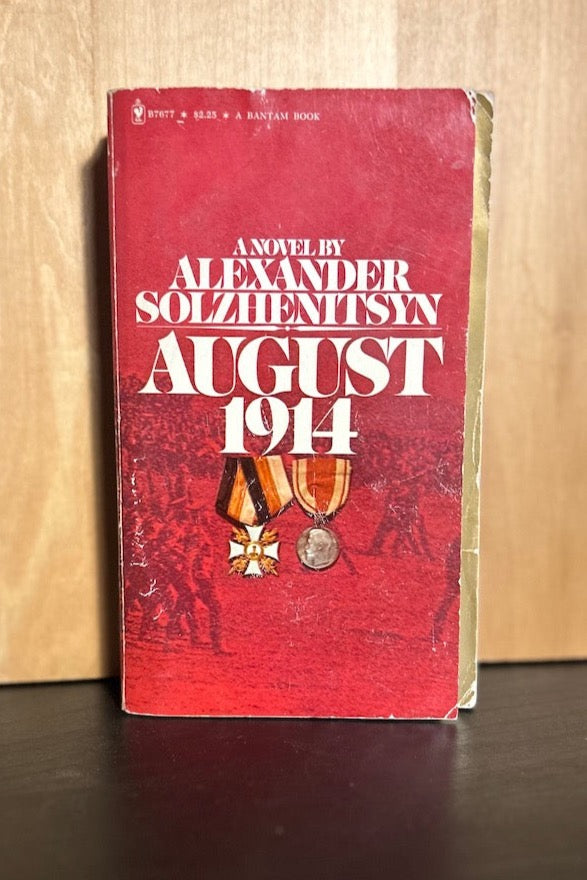 B7677 * $2.25 * A BANTAM BOOK
A NOVEL BY
ALEXANDER
SOLZHENITSYN
AUGUST
1914